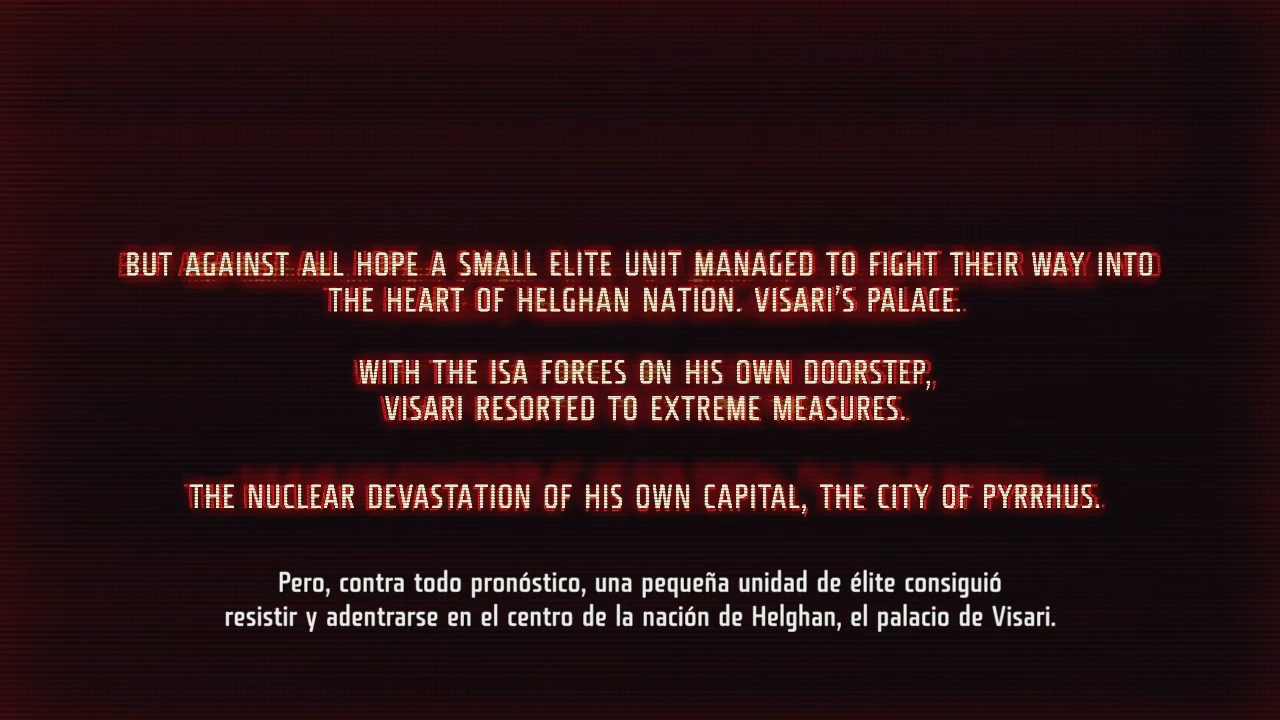 BUT AGAINST ALL HOPE A SMALL ELITE UNIT MANAGED TO FIGHT THEIR WAY INTO
THE HEART OF HELGHAN NATION. VISARI'S PALACE.
WITH THE ISA FORCES ON HIS OWN DOORSTEP,
VISARI RESORTED TO EXTREME MEASURES.
THE NUCLEAR DEVASTATION OF HIS OWN CAPITAL, THE CITY OF PYRRHUS.
Pero, contra todo pronóstico, una pequeña unidad de élite consiguió
resistir y adentrarse en el centro de la nación de Helghan, el palacio de Visari.